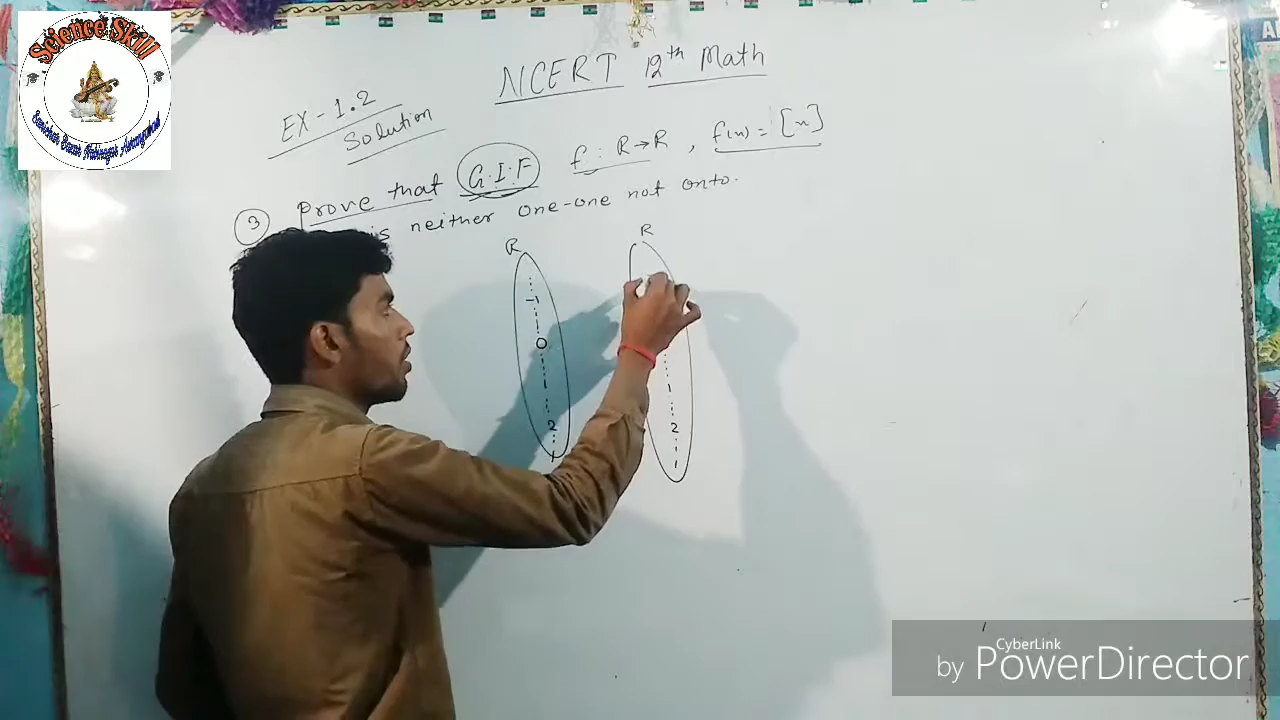 Science Skill
NCERT 12th Math
EX - 1.2
Solution
③ Prove that G.I.F f : R→R , f(x) = [x]
is neither one-one not onto.
R
R
-1
0
1
2
1
2
CyberLink
by PowerDirector